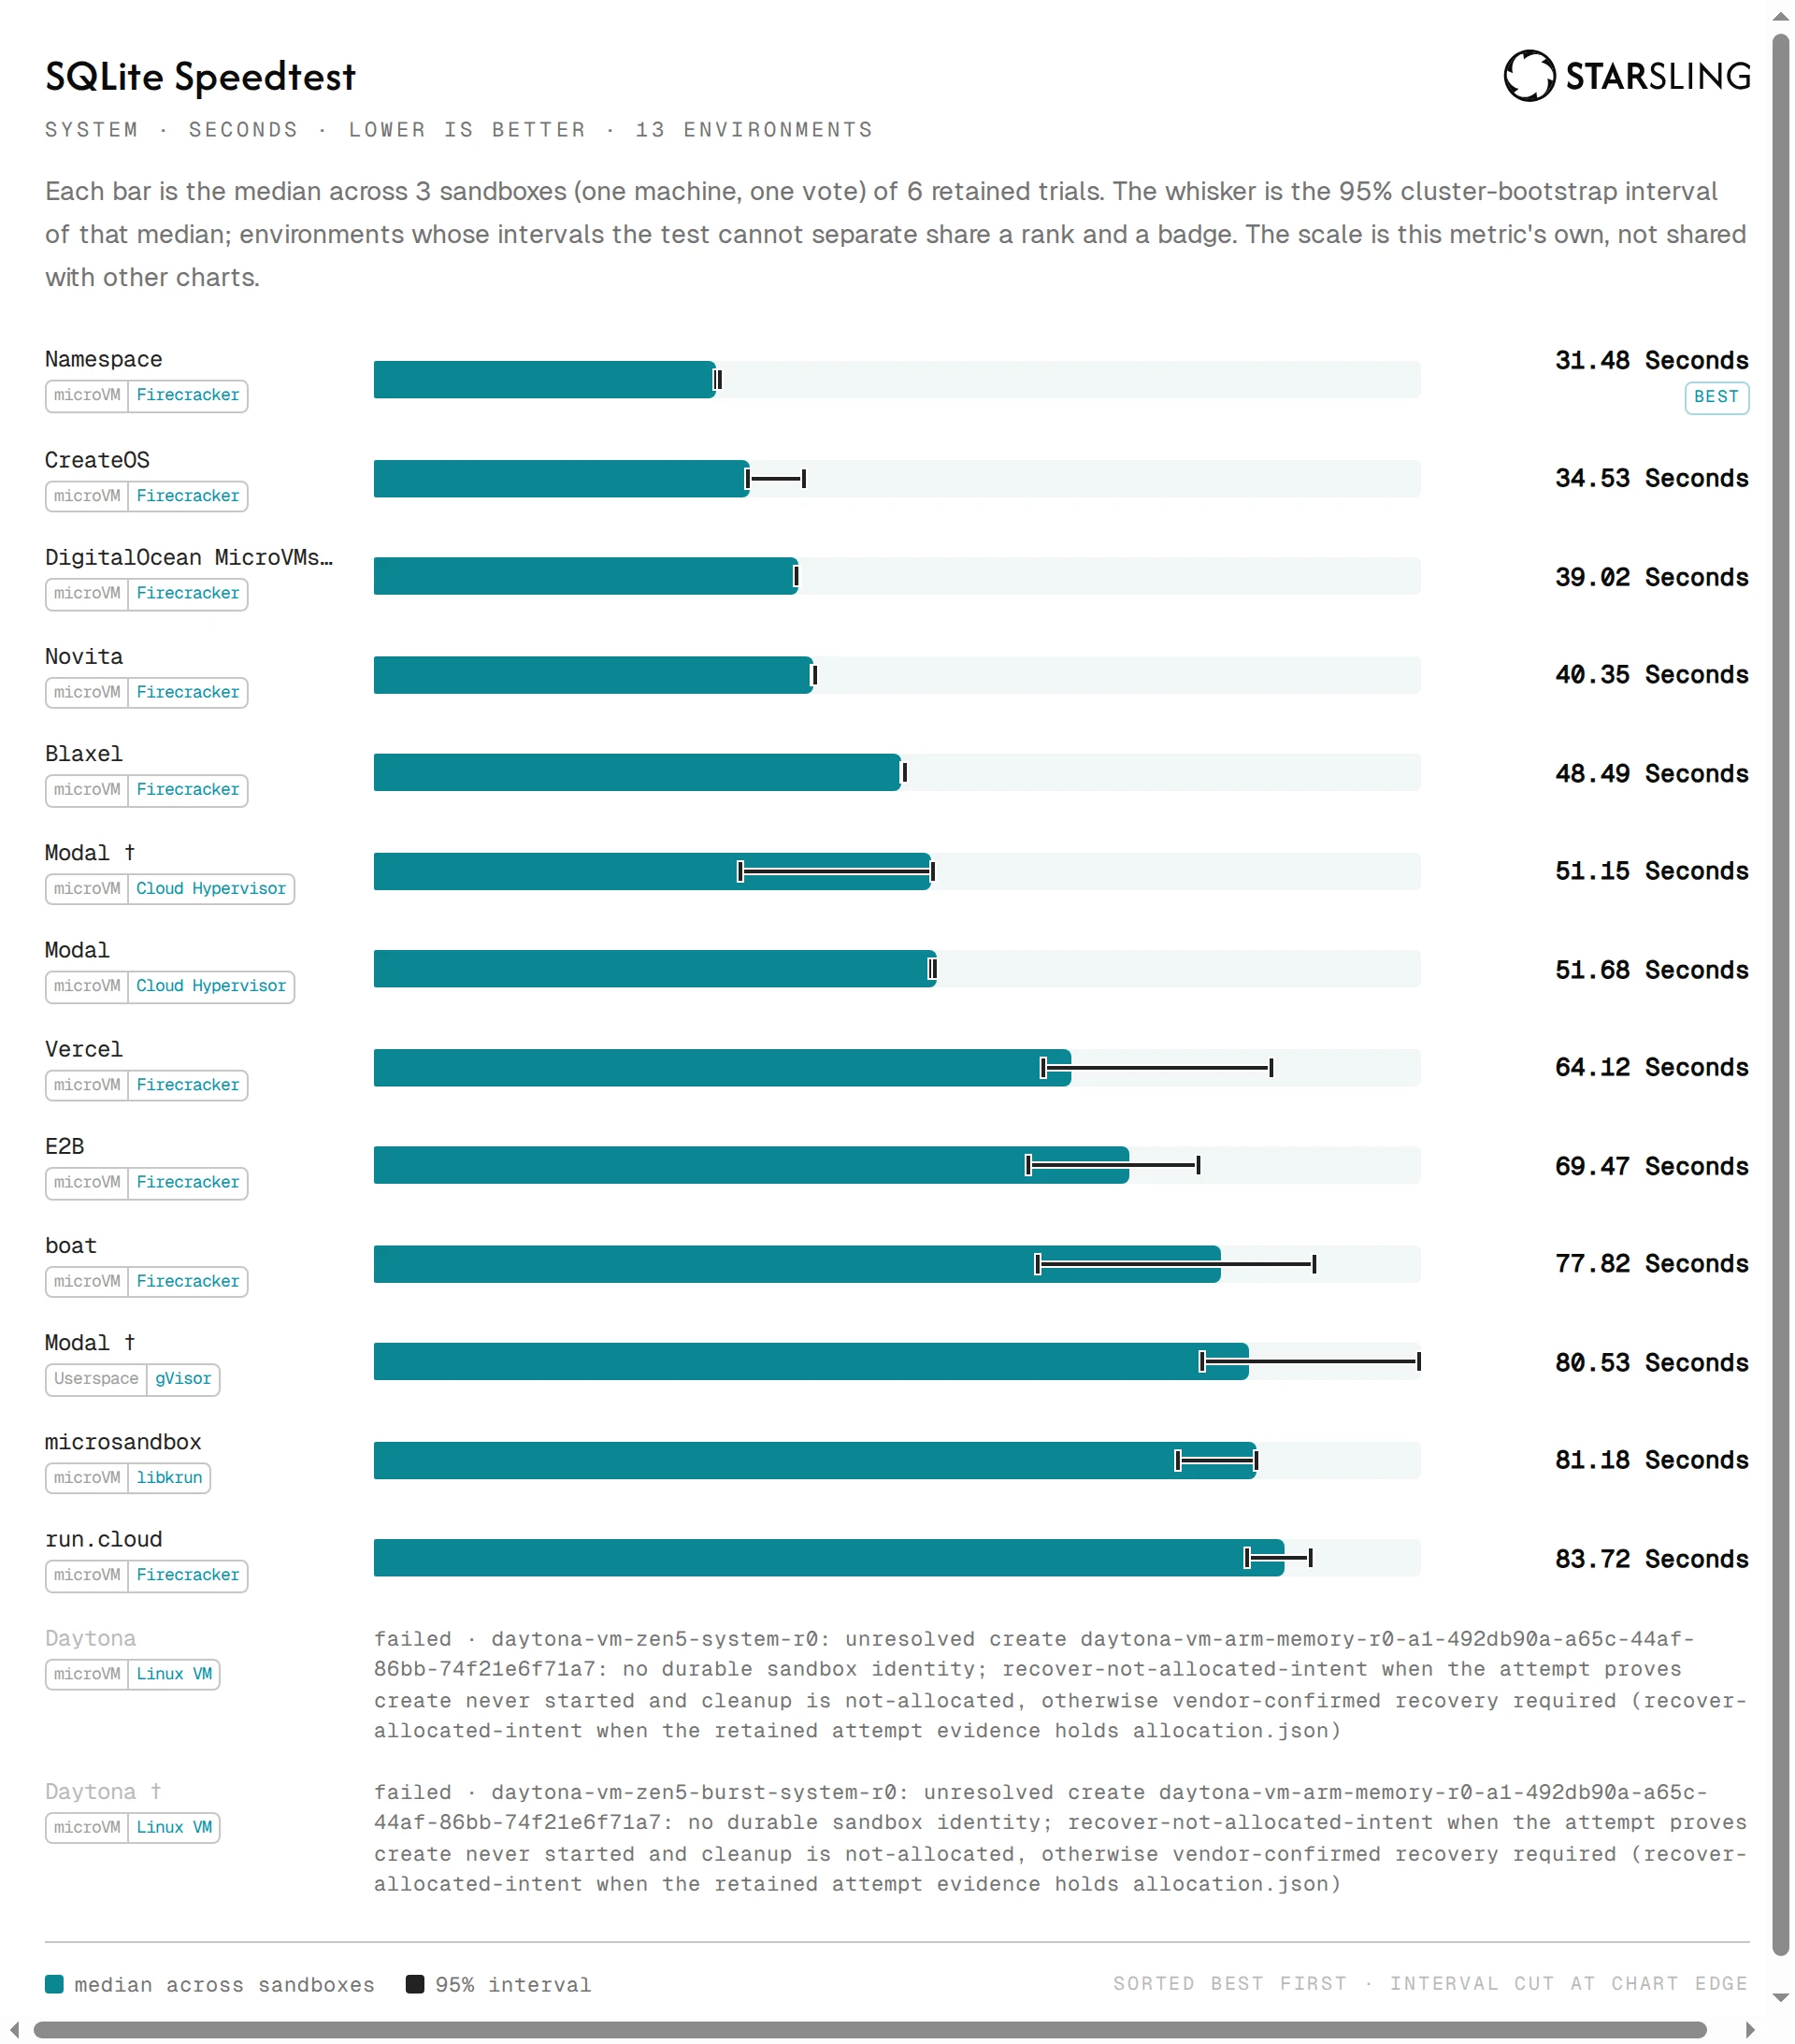 SQLite Speedtest
STARSLING
SYSTEM · SECONDS · LOWER IS BETTER · 13 ENVIRONMENTS
Each bar is the median across 3 sandboxes (one machine, one vote) of 6 retained trials. The whisker is the 95% cluster-bootstrap interval
of that median; environments whose intervals the test cannot separate share a rank and a badge. The scale is this metric's own, not shared
with other charts.
Namespace
microVM Firecracker
31.48 Seconds
BEST
CreateOS
microVM Firecracker
34.53 Seconds
DigitalOcean MicroVMs…
microVM Firecracker
39.02 Seconds
Novita
microVM Firecracker
40.35 Seconds
Blaxel
microVM Firecracker
48.49 Seconds
Modal †
microVM Cloud Hypervisor
51.15 Seconds
Modal
microVM Cloud Hypervisor
51.68 Seconds
Vercel
microVM Firecracker
64.12 Seconds
E2B
microVM Firecracker
69.47 Seconds
boat
microVM Firecracker
77.82 Seconds
Modal †
Userspace gVisor
80.53 Seconds
microsandbox
microVM libkrun
81.18 Seconds
run.cloud
microVM Firecracker
83.72 Seconds
Daytona
microVM Linux VM
failed · daytona-vm-zen5-system-r0: unresolved create daytona-vm-arm-memory-r0-a1-492db90a-a65c-44af-
86bb-74f21e6f71a7: no durable sandbox identity; recover-not-allocated-intent when the attempt proves
create never started and cleanup is not-allocated, otherwise vendor-confirmed recovery required (recover-
allocated-intent when the retained attempt evidence holds allocation.json)
Daytona †
microVM Linux VM
failed · daytona-vm-zen5-burst-system-r0: unresolved create daytona-vm-arm-memory-r0-a1-492db90a-a65c-
44af-86bb-74f21e6f71a7: no durable sandbox identity; recover-not-allocated-intent when the attempt proves
create never started and cleanup is not-allocated, otherwise vendor-confirmed recovery required (recover-
allocated-intent when the retained attempt evidence holds allocation.json)
median across sandboxes 95% interval
SORTED BEST FIRST · INTERVAL CUT AT CHART EDGE